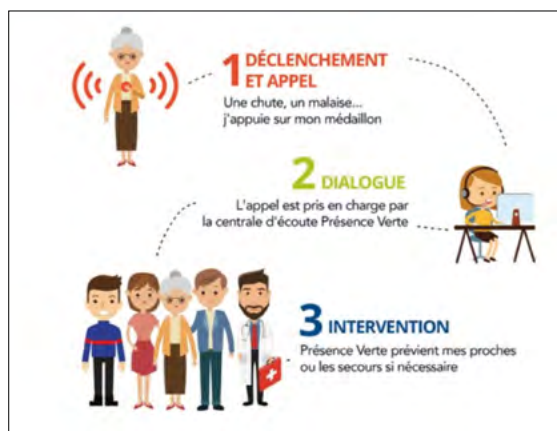 1 DÉCLENCHEMENT
ET APPEL
Une chute, un malaise...
j'appuie sur mon médaillon
2 DIALOGUE
L'appel est pris en charge par
la centrale d'écoute Présence Verte
3 INTERVENTION
Présence Verte prévient mes proches
ou les secours si nécessaire